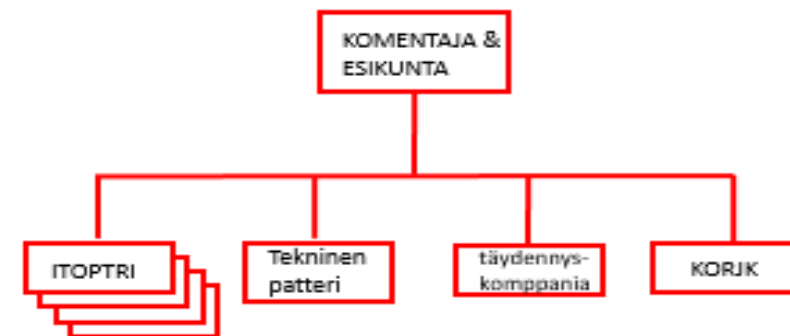 KOMENTAJA &
ESIKUNTA
ITOPTRI
Tekninen
patteri
täydennys-
komppania
KORJK